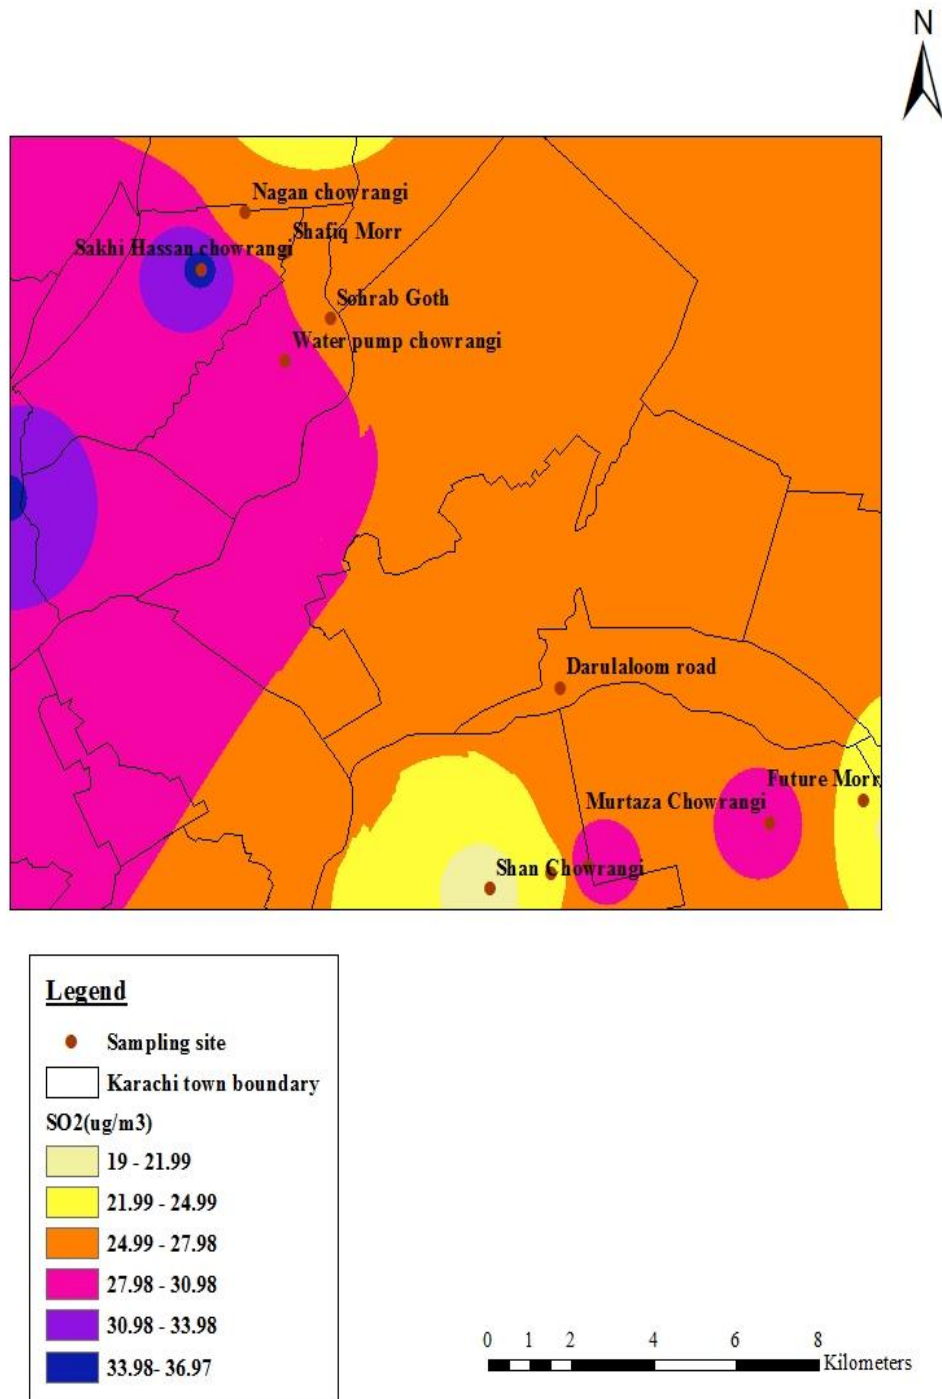 N
Nagan chowrangi
Shafiq Morr
Sakhi Hassan chowrangi
Sohrab Goth
Water pump chowrangi
Darulaloom road
Future Morr
Murtaza Chowrangi
Shan Chowrangi
Legend
Sampling site
Karachi town boundary
SO2(ug/m3)
19 - 21.99
21.99 - 24.99
24.99 - 27.98
27.98 - 30.98
30.98 - 33.98
33.98- 36.97
0 1 2 4 6 8
Kilometers